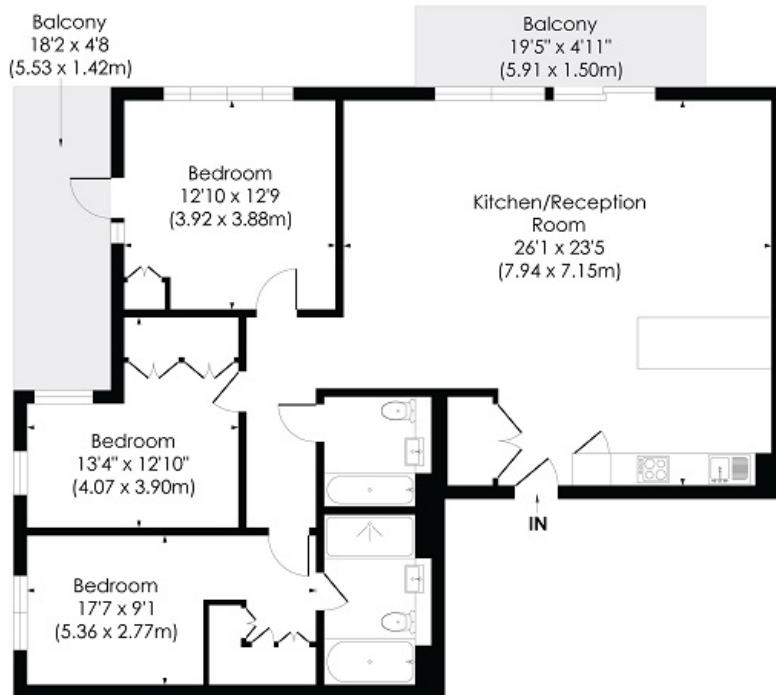 Balcony
18'2 x 4'8
(5.53 x 1.42m)
Balcony
19'5" x 4'11"
(5.91 x 1.50m)
Bedroom
12'10 x 12'9
(3.92 x 3.88m)
Kitchen/Reception
Room
26'1 x 23'5
(7.94 x 7.15m)
Bedroom
13'4" x 12'10"
(4.07 x 3.90m)
IN
Bedroom
17'7 x 9'1
(5.36 x 2.77m)